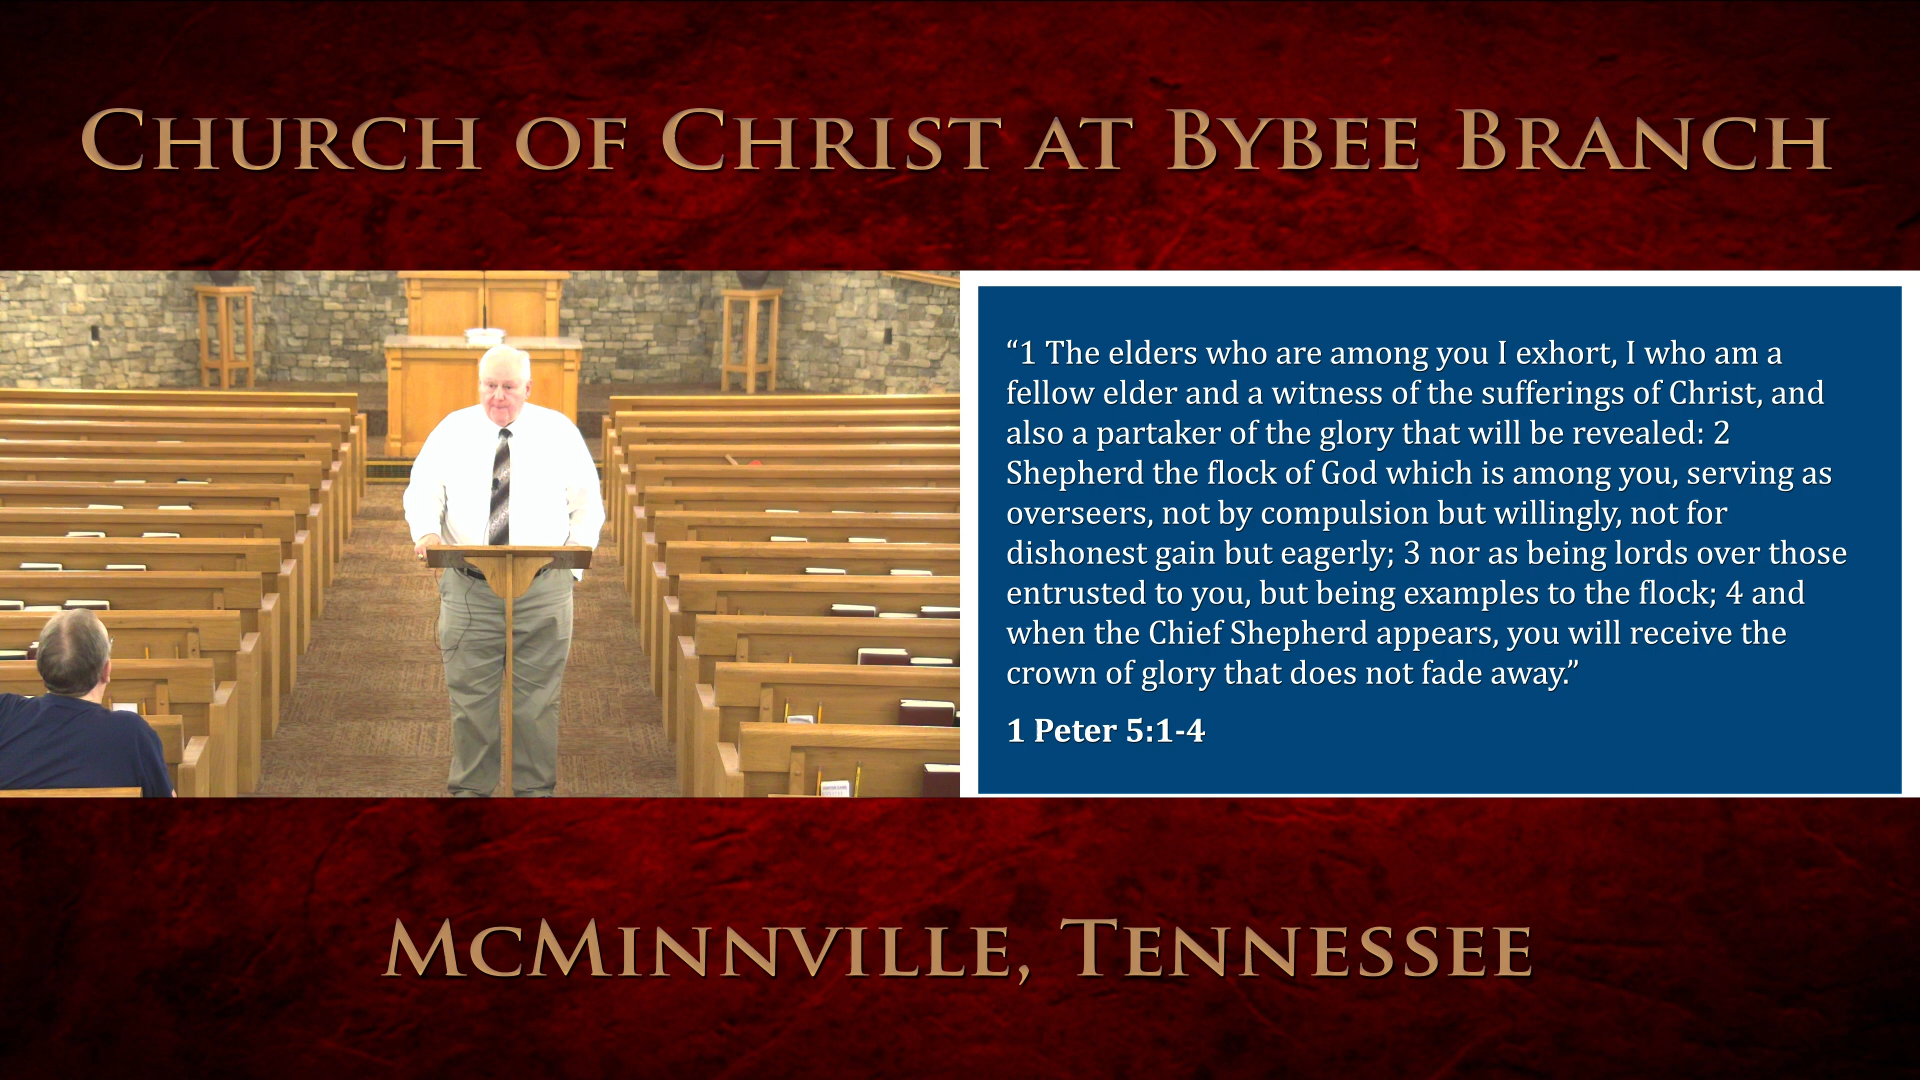 CHURCH OF CHRIST AT BYBEE BRANCH
“1 The elders who are among you I exhort, I who am a
fellow elder and a witness of the sufferings of Christ, and
also a partaker of the glory that will be revealed: 2
Shepherd the flock of God which is among you, serving as
overseers, not by compulsion but willingly, not for
dishonest gain but eagerly; 3 nor as being lords over those
entrusted to you, but being examples to the flock; 4 and
when the Chief Shepherd appears, you will receive the
crown of glory that does not fade away.”
1 Peter 5:1-4
MCMINNVILLE, TENNESSEE